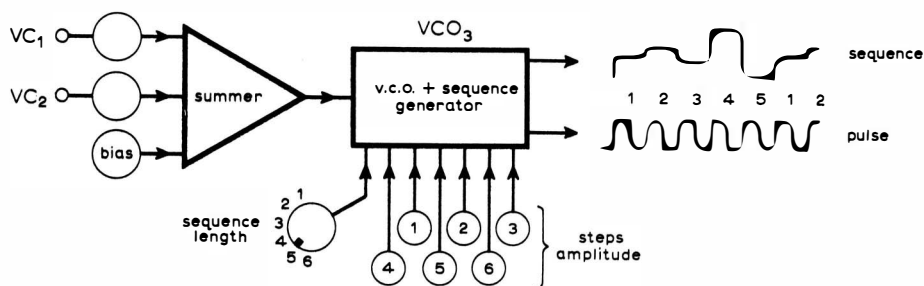 VC1
VC2
bias
summer
VCO3
v.c.o. + sequence
generator
sequence
1 2 3 4 5 1 2
pulse
sequence
length
1
2
3
4
5
6
1
2
3
4
5
6
steps
amplitude